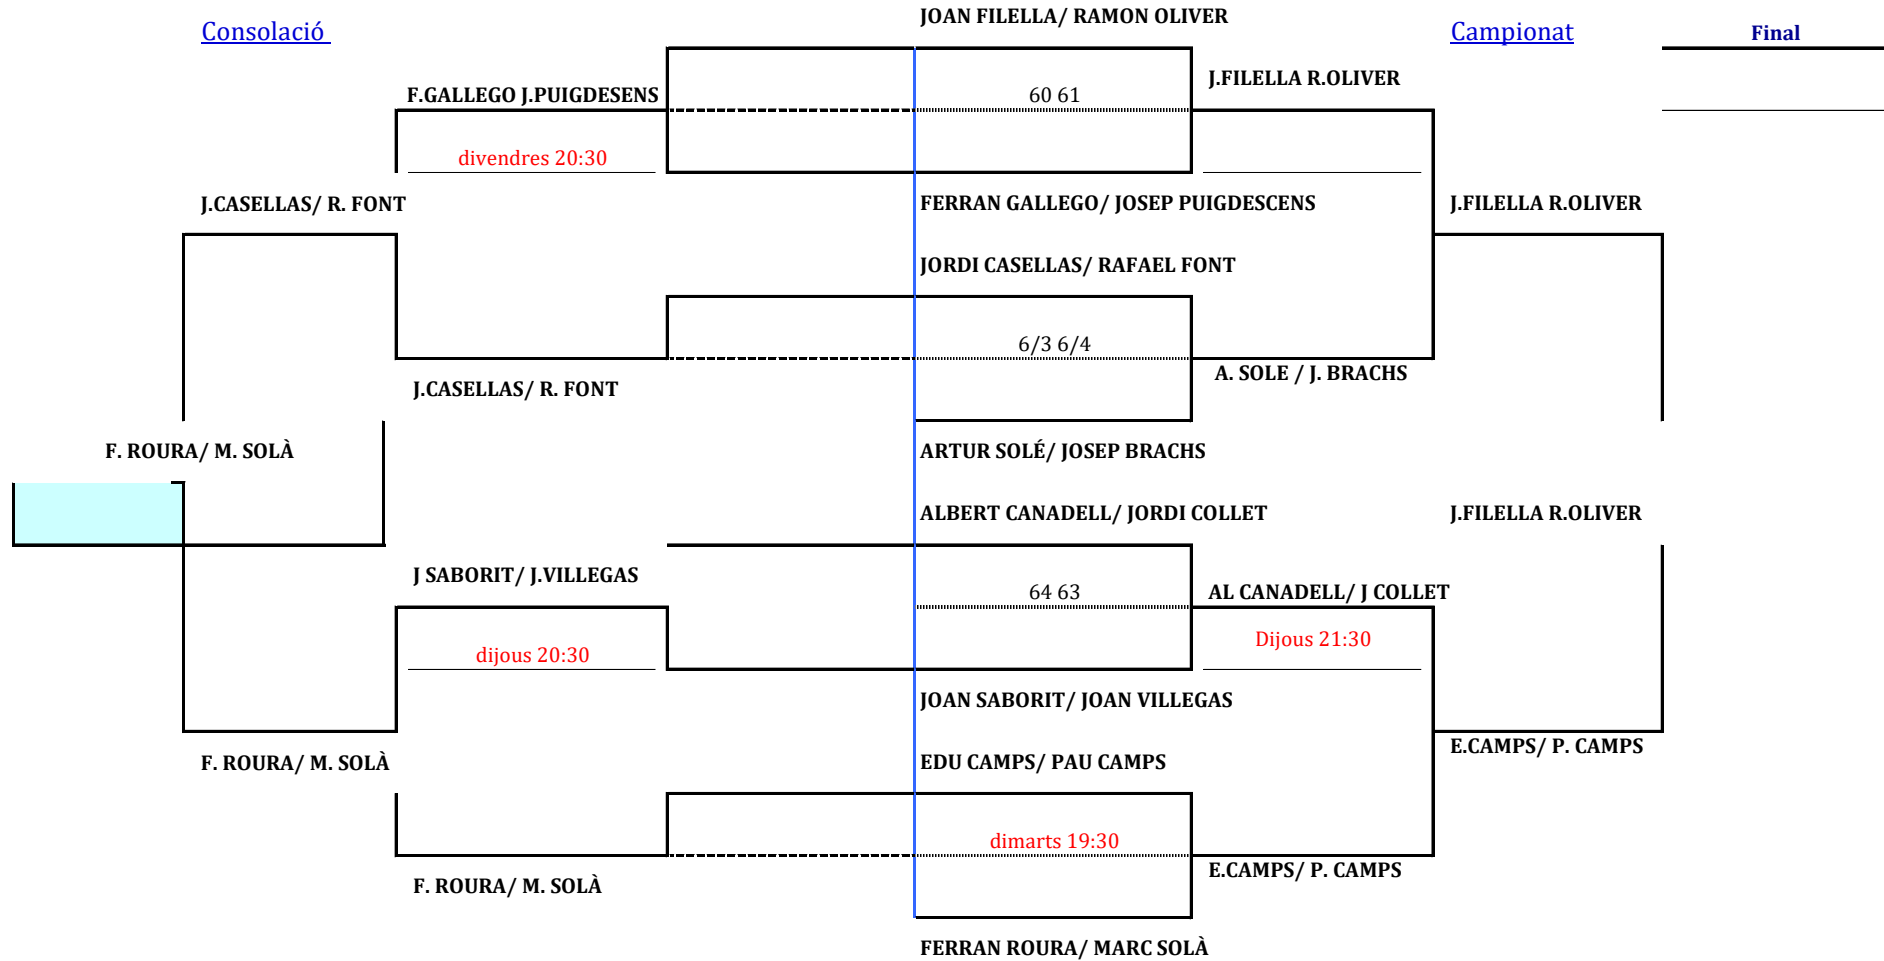 JOAN FILELLA/ RAMON OLIVER
Consolació
Campionat
Final
F.GALLEGO J.PUIGDESENS
60 61
J.FILELLA R.OLIVER
divendres 20:30
J.CASELLAS/ R. FONT
FERRAN GALLEGO/ JOSEP PUIGDESCENS
J.FILELLA R.OLIVER
JORDI CASELLAS/ RAFAEL FONT
6/3 6/4
J.CASELLAS/ R. FONT
A. SOLE / J. BRACHS
F. ROURA/ M. SOLÀ
ARTUR SOLÉ/ JOSEP BRACHS
ALBERT CANADELL/ JORDI COLLET
J.FILELLA R.OLIVER
J SABORIT/ J.VILLEGAS
64 63
AL CANADELL/ J COLLET
dijous 20:30
Dijous 21:30
JOAN SABORIT/ JOAN VILLEGAS
F. ROURA/ M. SOLÀ
EDU CAMPS/ PAU CAMPS
E.CAMPS/ P. CAMPS
dimarts 19:30
F. ROURA/ M. SOLÀ
E.CAMPS/ P. CAMPS
FERRAN ROURA/ MARC SOLÀ